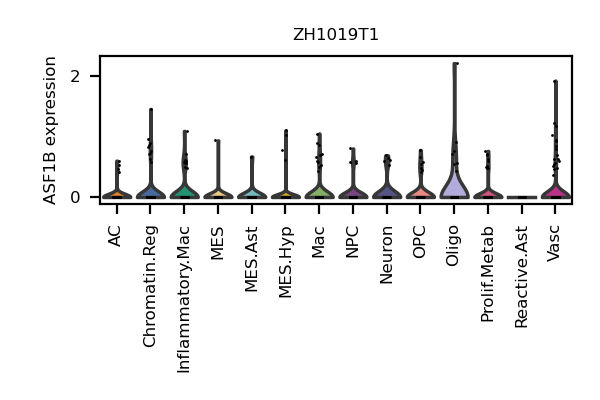 ZH1019T1
ASF1B expression
2
0
AC
Chromatin.Reg
Inflammatory.Mac
MES
MES.Ast
MES.Hyp
Mac
NPC
Neuron
OPC
Oligo
Prolif.Metab
Reactive.Ast
Vasc